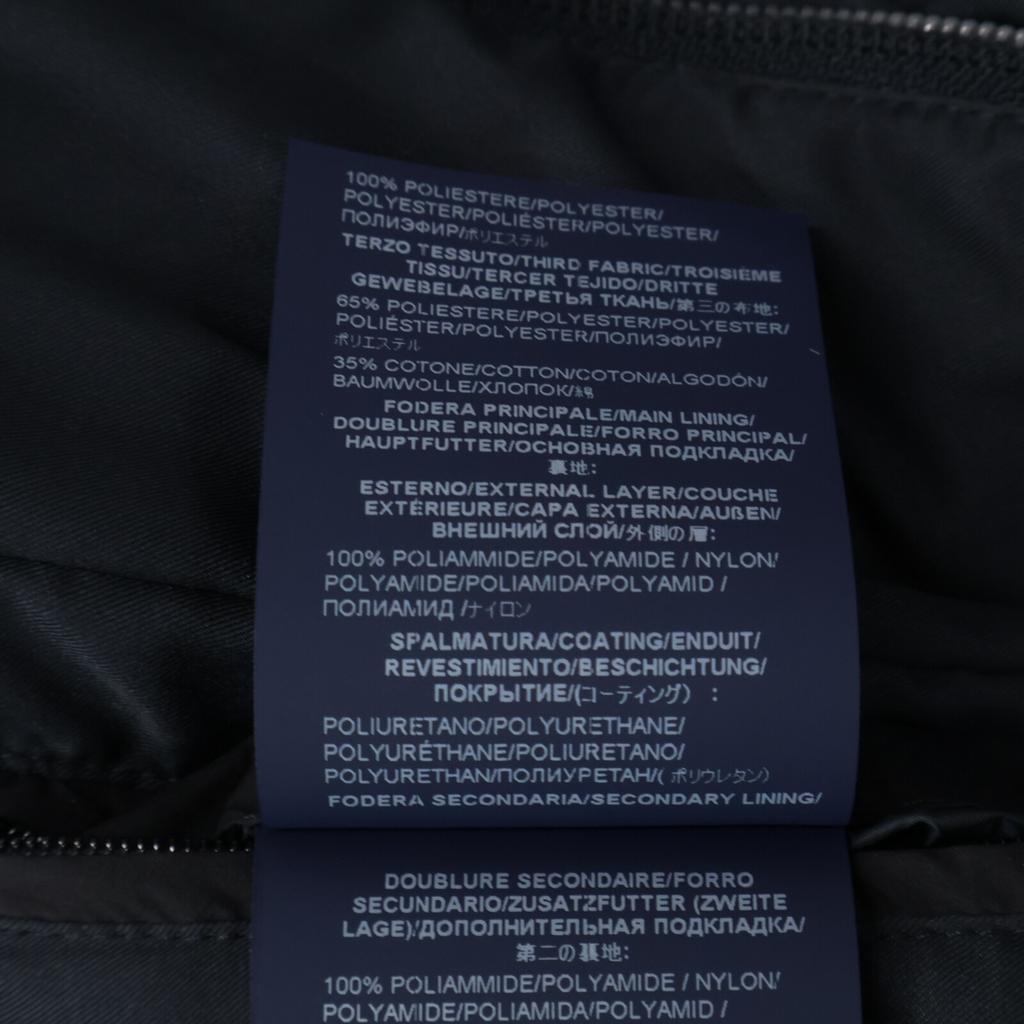 100% POLIESTERE/POLYESTER/
POLYESTER/POLIÉSTER/POLYESTER/
ПОЛИЭФИР/ポリエステル
TERZO TESSUTO/THIRD FABRIC/TROISIÈME
TISSU/TERCER TEJIDO/DRITTE
GEWEBELAGE/ТРЕТЬЯ ТКАНЬ/第三の布地:
65% POLIESTERE/POLYESTER/POLYESTER/
POLIÉSTER/POLYESTER/ПОЛИЭФИР/
ポリエステル
35% COTONE/COTTON/COTON/ALGODÓN/
BAUMWOLLE/ХЛОПОК/綿
FODERA PRINCIPALE/MAIN LINING/
DOUBLURE PRINCIPALE/FORRO PRINCIPAL/
HAUPTFUTTER/ОСНОВНАЯ ПОДКЛАДКА/
裏地:
ESTERNO/EXTERNAL LAYER/COUCHE
EXTÉRIEURE/CAPA EXTERNA/AUßEN/
ВНЕШНИЙ СЛОЙ/外側の層:
100% POLIAMMIDE/POLYAMIDE / NYLON/
POLYAMIDE/POLIAMIDA/POLYAMID /
ПОЛИАМИД /ナイロン
SPALMATURA/COATING/ENDUIT/
REVESTIMIENTO/BESCHICHTUNG/
ПОКРЫТИЕ/(コーティング) :
POLIURETANO/POLYURETHANE/
POLYURÉTHANE/POLIURETANO/
POLYURETHAN/ПОЛИУРЕТАН/( ポリウレタン)
FODERA SECONDARIA/SECONDARY LINING/
DOUBLURE SECONDAIRE/FORRO
SECUNDARIO/ZUSATZFUTTER (ZWEITE
LAGE)/ДОПОЛНИТЕЛЬНАЯ ПОДКЛАДКА/
第二の裏地:
100% POLIAMMIDE/POLYAMIDE / NYLON/
POLYAMIDE/POLIAMIDA/POLYAMID /